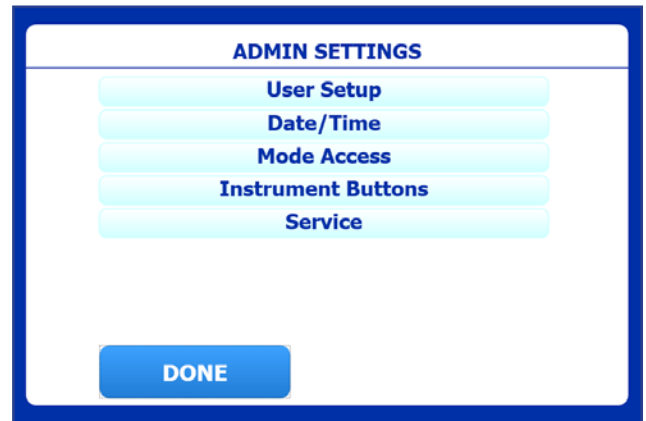 ADMIN SETTINGS
User Setup
Date/Time
Mode Access
Instrument Buttons
Service
DONE